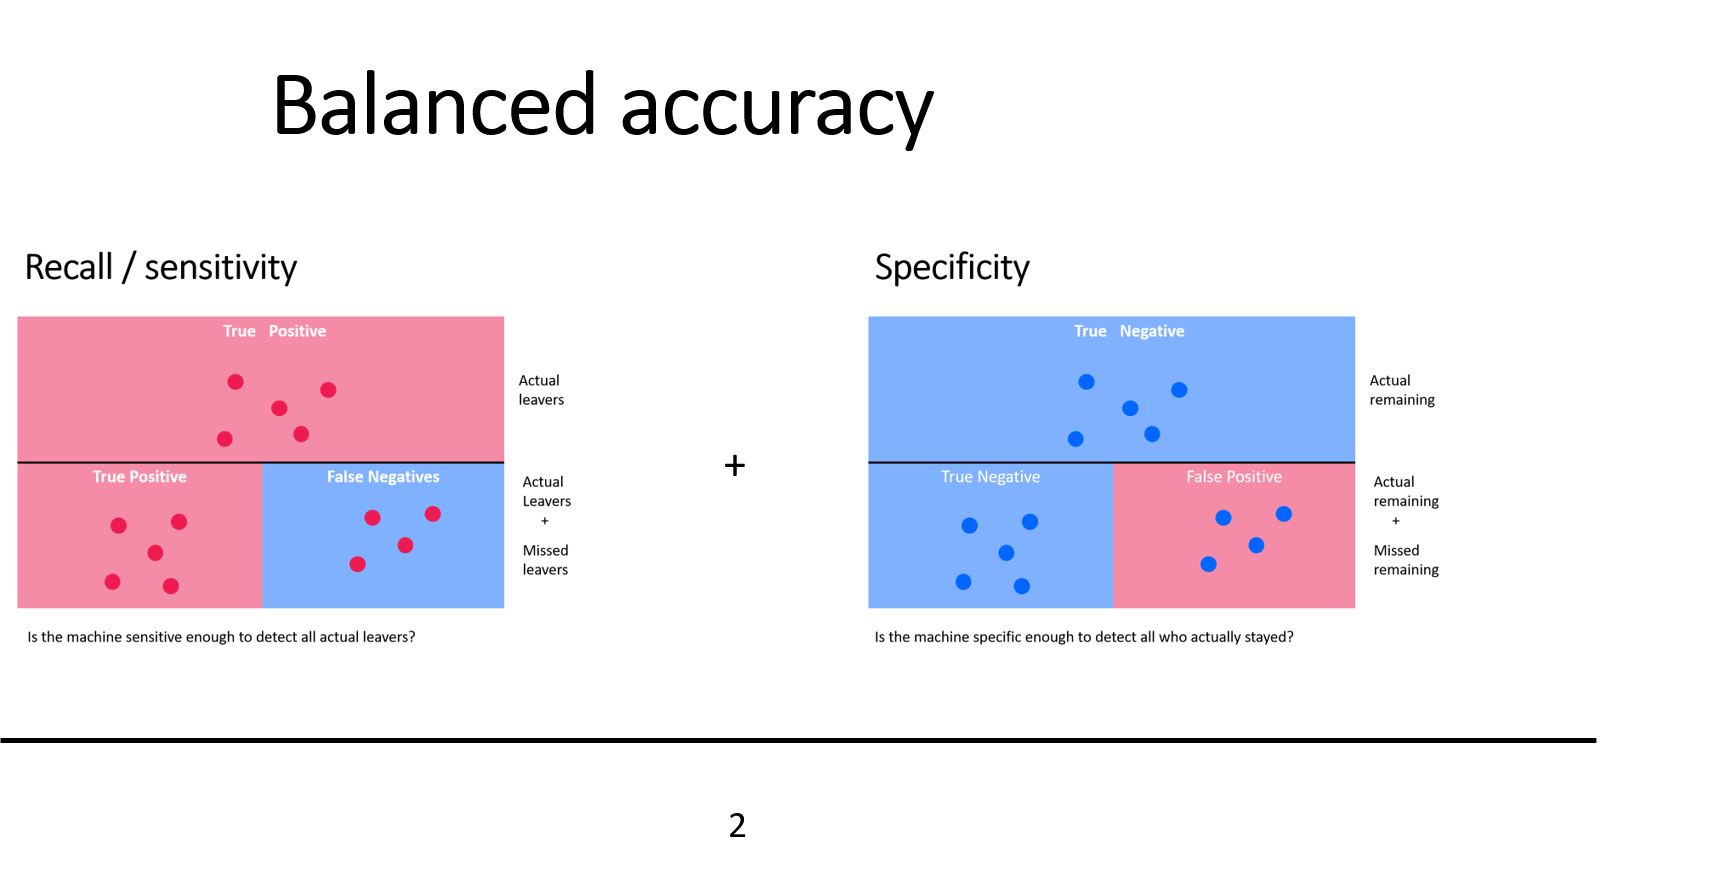 Balanced accuracy
Recall / sensitivity
True Positive
Actual
leavers
True Positive
False Negatives
Actual
Leavers
+
Missed
leavers
Is the machine sensitive enough to detect all actual leavers?
+
Specificity
True Negative
Actual
remaining
True Negative
False Positive
Actual
remaining
+
Missed
remaining
Is the machine specific enough to detect all who actually stayed?
2